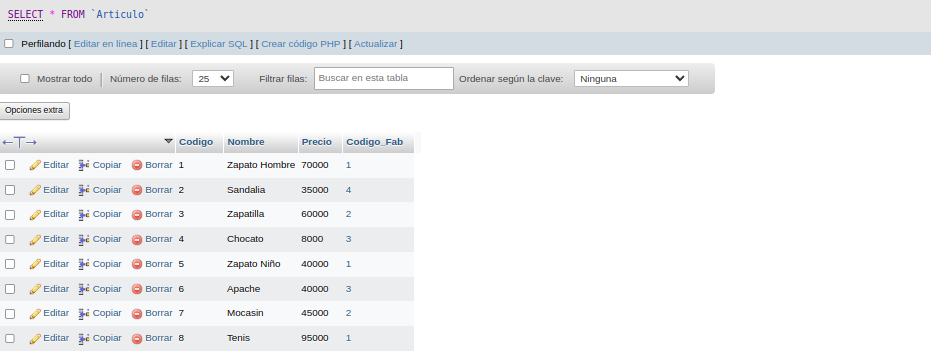 SELECT * FROM `Articulo`
Perfilando [ Editar en línea ] [ Editar ] [ Explicar SQL ] [ Crear código PHP ] [ Actualizar ]
Mostrar todo | Número de filas: 25 Filtrar filas: Buscar en esta tabla Ordenar según la clave: Ninguna
Opciones extra
←T→ Codigo Nombre Precio Codigo_Fab
Editar Copiar Borrar 1 Zapato Hombre 70000 1
Editar Copiar Borrar 2 Sandalia 35000 4
Editar Copiar Borrar 3 Zapatilla 60000 2
Editar Copiar Borrar 4 Chocato 8000 3
Editar Copiar Borrar 5 Zapato Niño 40000 1
Editar Copiar Borrar 6 Apache 40000 3
Editar Copiar Borrar 7 Mocasin 45000 2
Editar Copiar Borrar 8 Tenis 95000 1